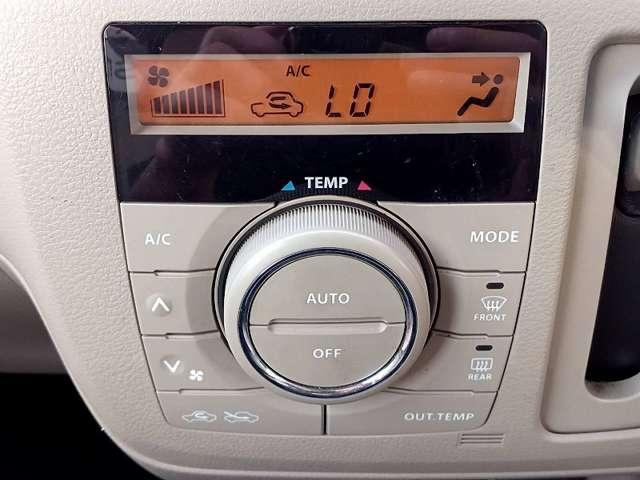 A/C
LO
TEMP
A/C
MODE
AUTO
FRONT
OFF
REAR
OUT.TEMP